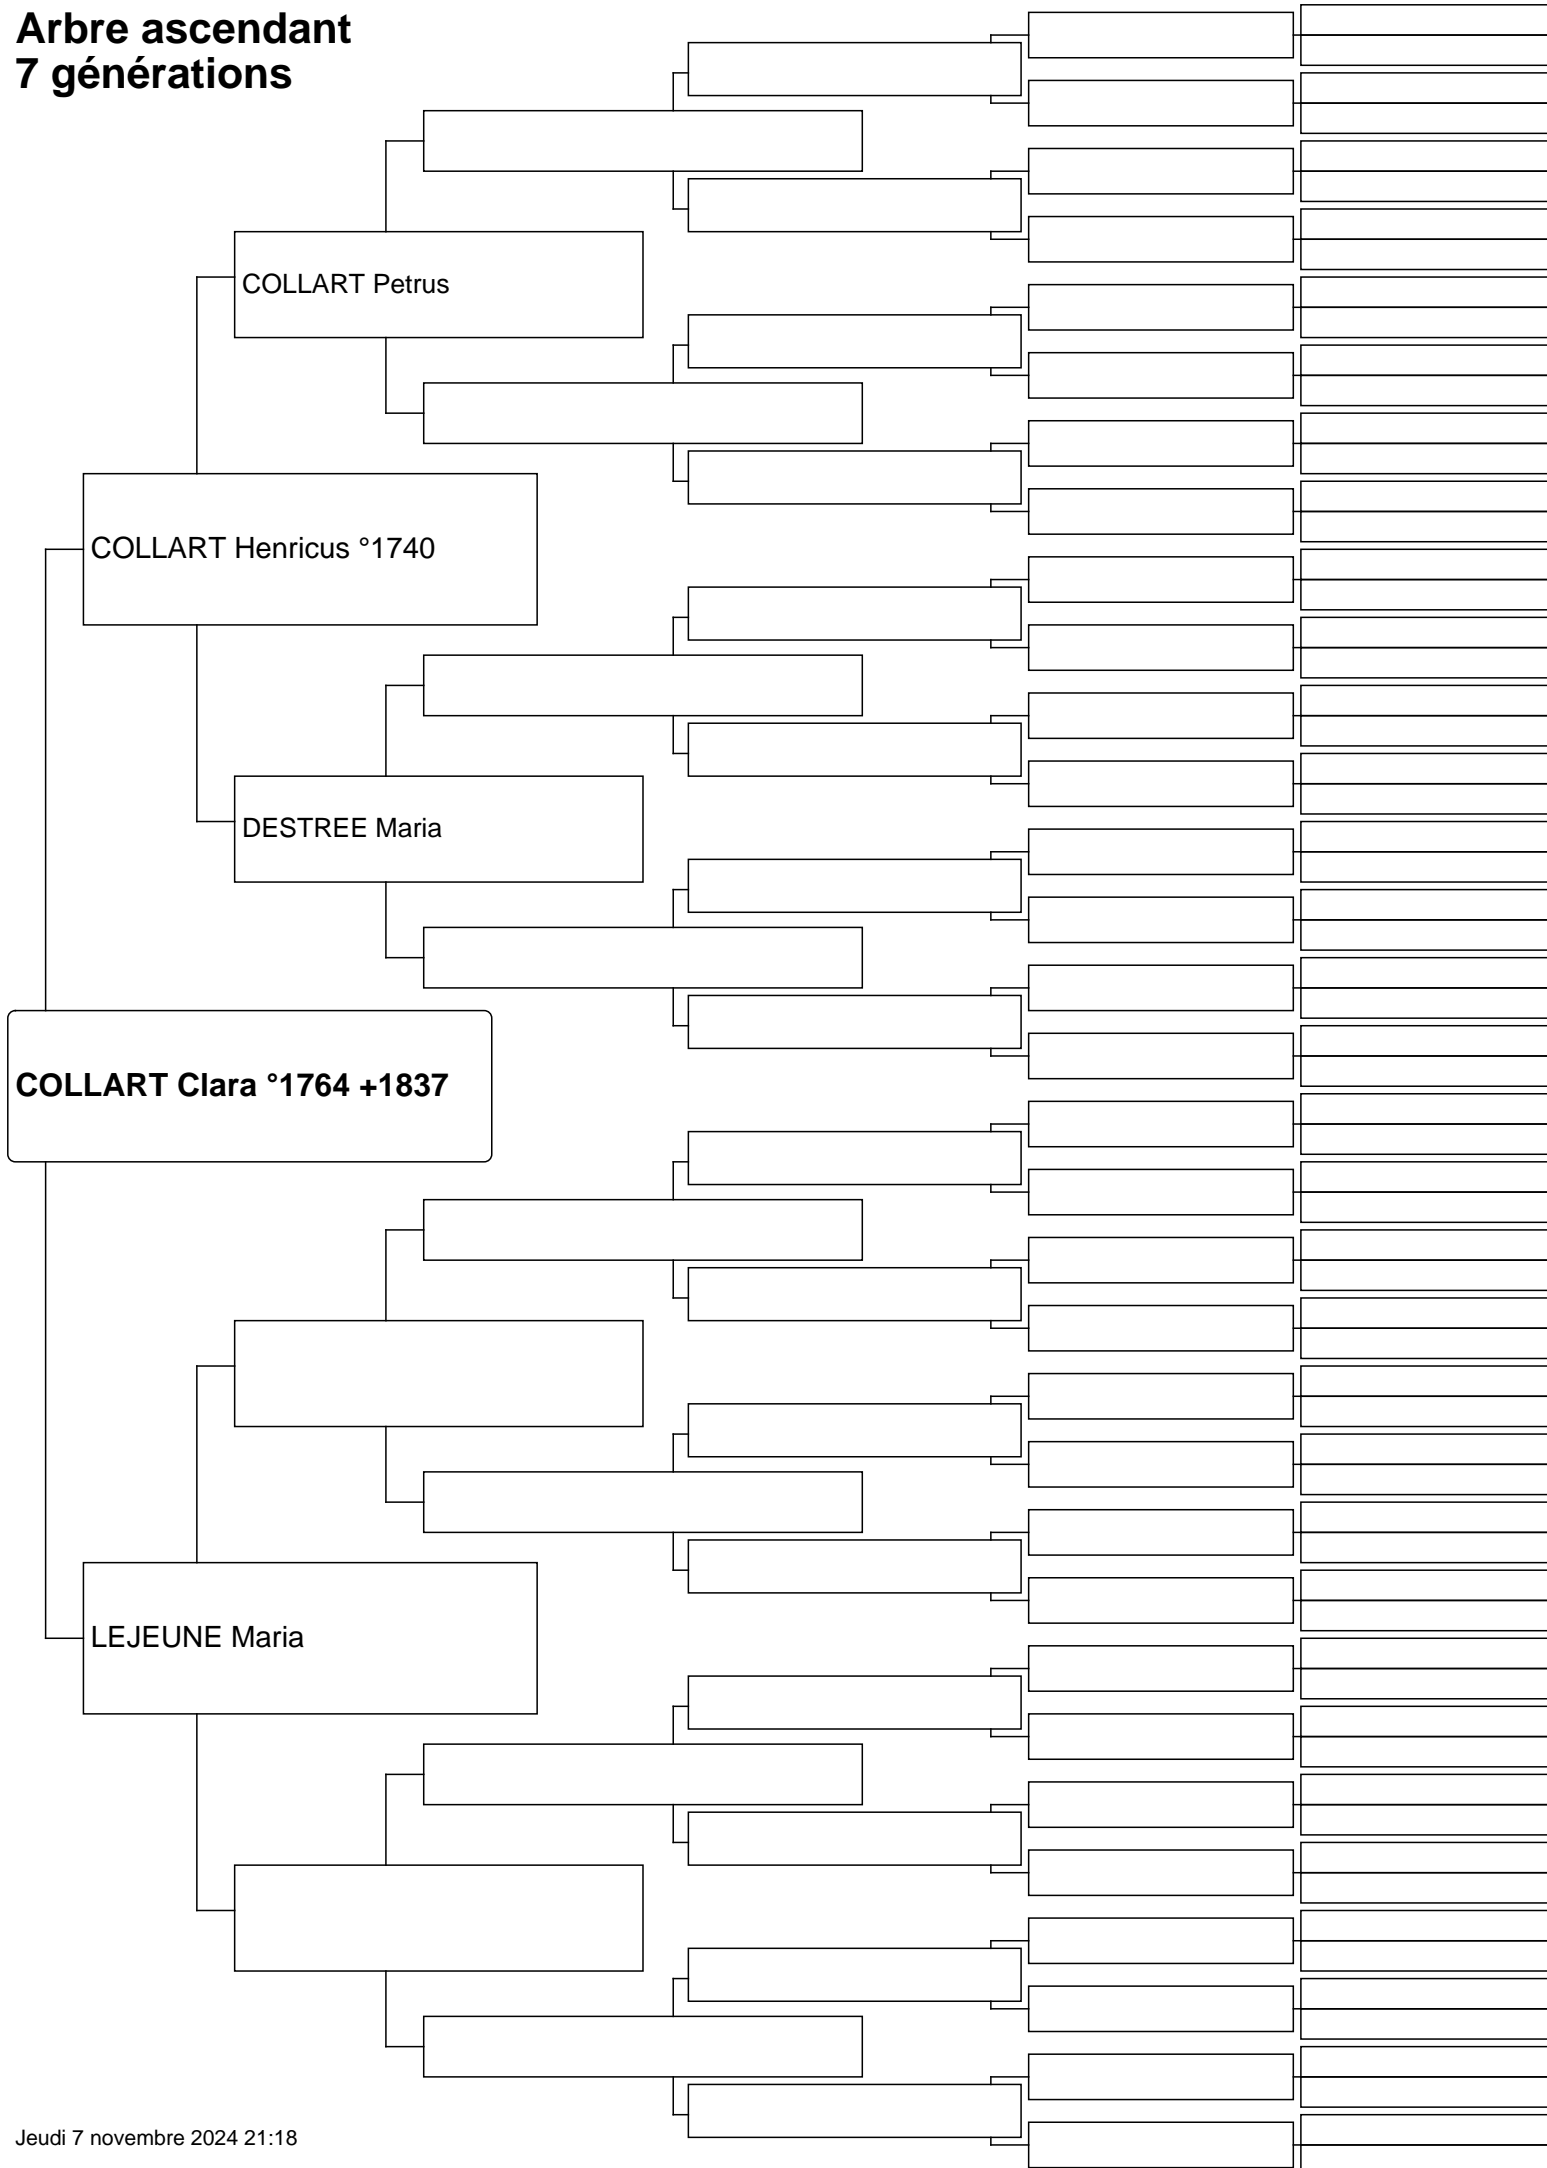 Arbre ascendant
7 générations
COLLART Petrus
COLLART Henricus °1740
DESTREE Maria
COLLART Clara °1764 +1837
LEJEUNE Maria
Jeudi 7 novembre 2024 21:18